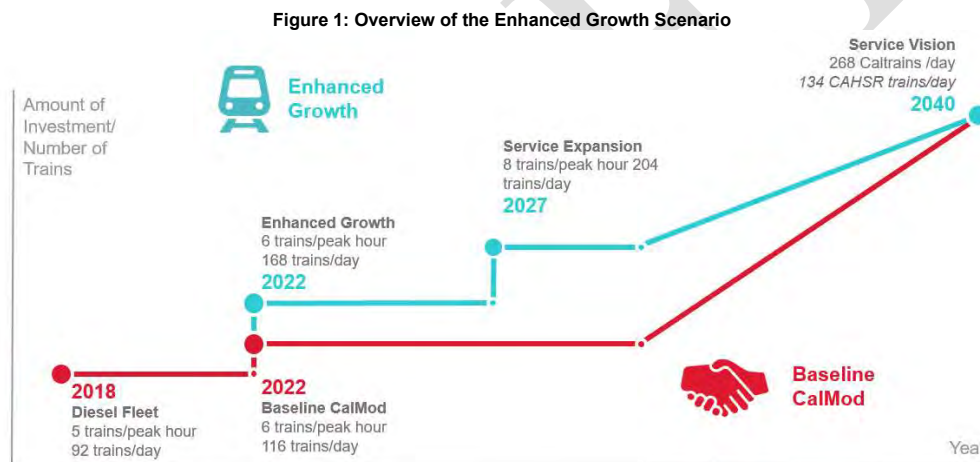 Figure 1: Overview of the Enhanced Growth Scenario
Service Vision
268 Caltrains /day
134 CAHSR trains/day
2040
Amount of
Investment/
Number of
Trains
Enhanced
Growth
Service Expansion
8 trains/peak hour 204
trains/day
2027
Enhanced Growth
6 trains/peak hour
168 trains/day
2022
2018
Diesel Fleet
5 trains/peak hour
92 trains/day
2022
Baseline CalMod
6 trains/peak hour
116 trains/day
Baseline
CalMod
Yea